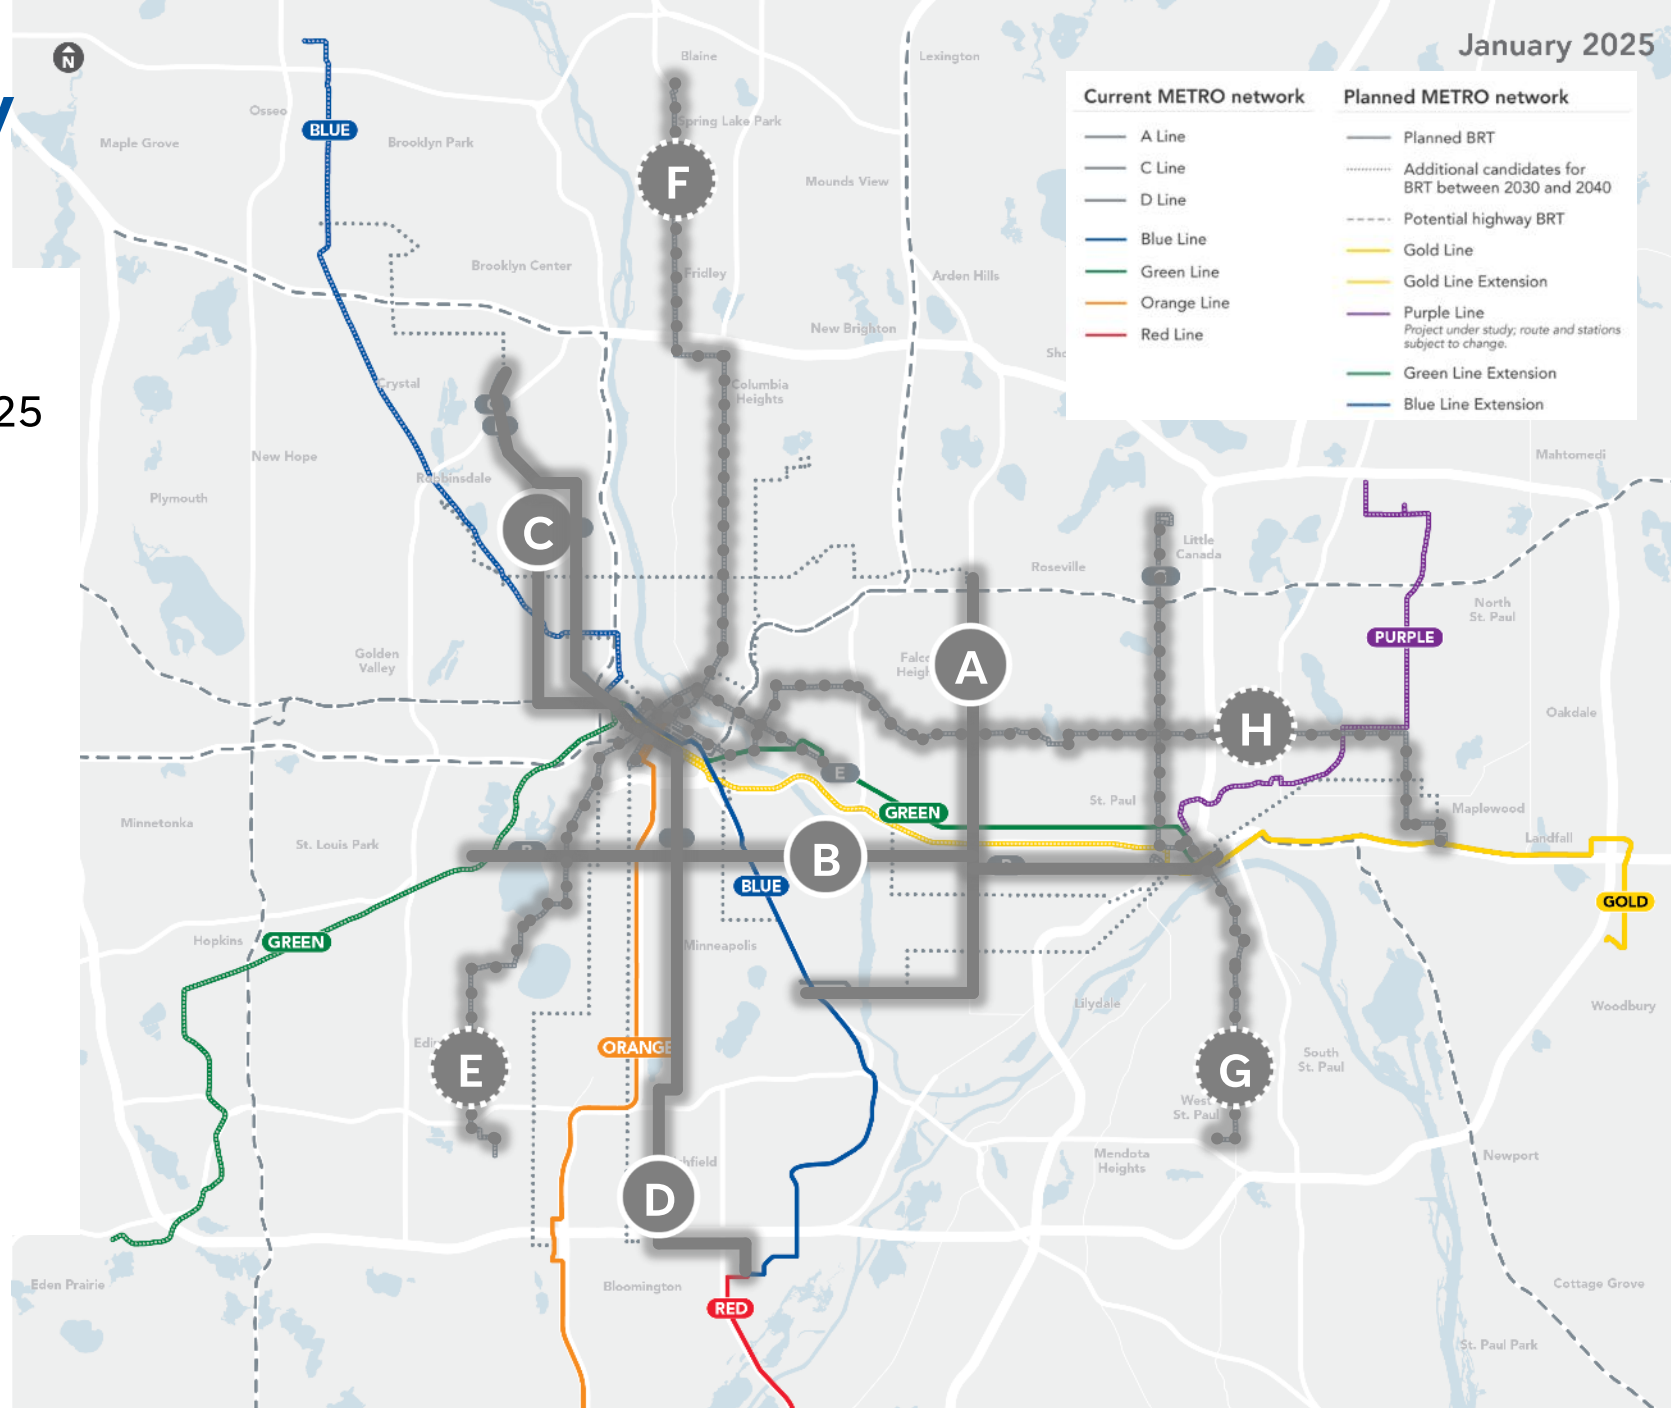 January 2025
N
Blaine
Lexington
Osseo
Spring Lake Park
BLUE
Maple Grove
Brooklyn Park
F
Mounds View
Brooklyn Center
Fridley
Arden Hills
New Brighton
Crystal
Columbia
Heights
25
New Hope
Robbinsdale
Plymouth
Mahtomedi
C
Little
Canada
Roseville
North
St. Paul
PURPLE
Golden
Valley
A
Oakdale
H
E
St. Paul
GREEN
Maplewood
Landfall
Minnetonka
St. Louis Park
B
BLUE
GOLD
Hopkins
GREEN
Minneapolis
Lilydale
Woodbury
ORANGE
E
G
South
St. Paul
West
St. Paul
Mendota
Heights
Newport
D
Eden Prairie
Bloomington
Cottage Grove
RED
St. Paul Park
Current METRO network
A Line
C Line
D Line
Blue Line
Green Line
Orange Line
Red Line
Planned METRO network
Planned BRT
Additional candidates for
BRT between 2030 and 2040
Potential highway BRT
Gold Line
Gold Line Extension
Purple Line
Project under study; route and stations
subject to change.
Green Line Extension
Blue Line Extension